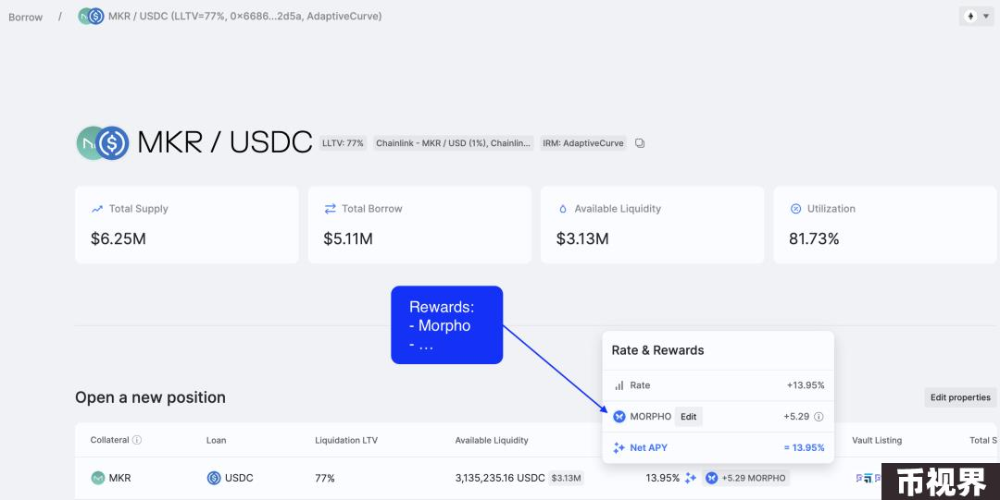 Borrow / MKR / USDC (LLTV=77%, 0×6686...2d5a, AdaptiveCurve)
MKR / USDC LLTV: 77% Chainlink - MKR / USD (1%), Chainlin... IRM: AdaptiveCurve
Total Supply
$6.25M
Total Borrow
$5.11M
Available Liquidity
$3.13M
Utilization
81.73%
Rewards:
- Morpho
- ...
Rate & Rewards
Rate +13.95%
MORPHO Edit +5.29
Net APY = 13.95%
Open a new position
Edit properties
Collateral Loan Liquidation LTV Available Liquidity Vault Listing Total S
MKR USDC 77% 3,135,235.16 USDC $3.13M 13.95% +5.29 MORPHO
币视界